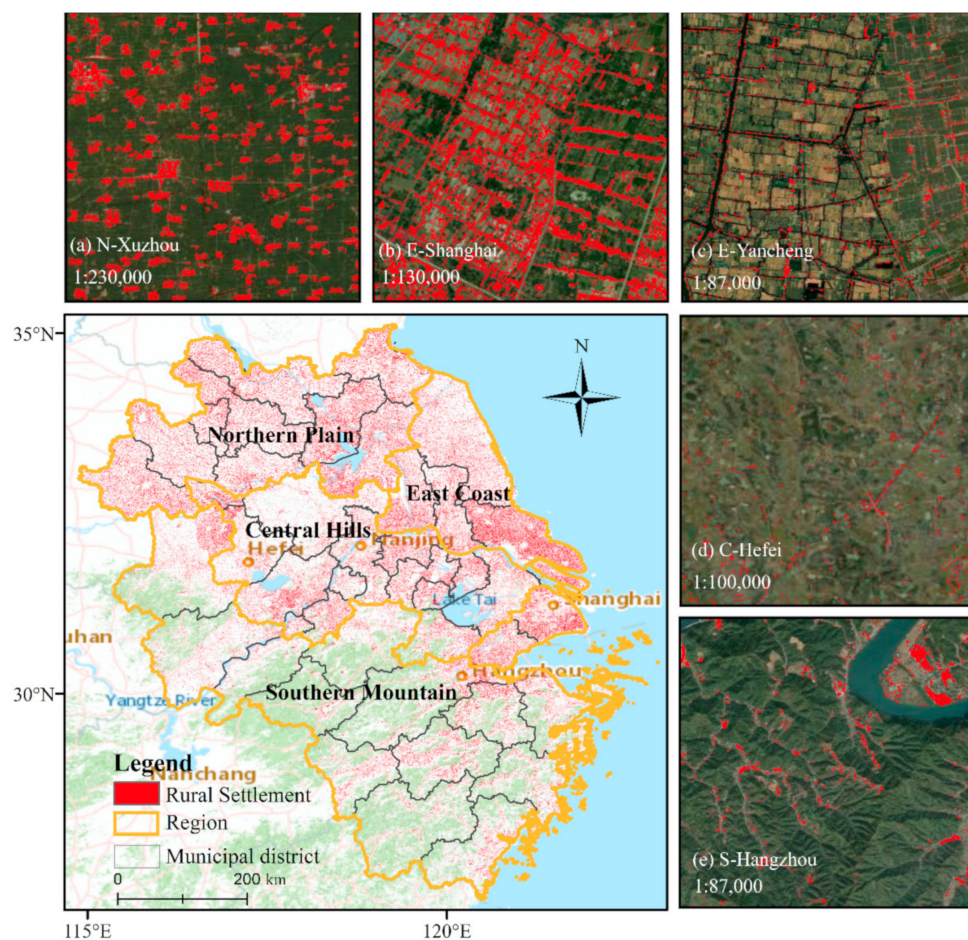 (a) N-Xuzhou
1:230,000
(b) E-Shanghai
1:130,000
(c) E-Yancheng
1:87,000
35°N
N
Northern Plain
East Coast
Central Hills
Hefei
Nanjing
Lake Tai
Shanghai
(d) C-Hefei
1:100,000
uhan
Hangzhou
30°N
Southern Mountain
Yangtze River
Nanchang
Legend
Rural Settlement
Region
Municipal district
0 200 km
(e) S-Hangzhou
1:87,000
115°E
120°E